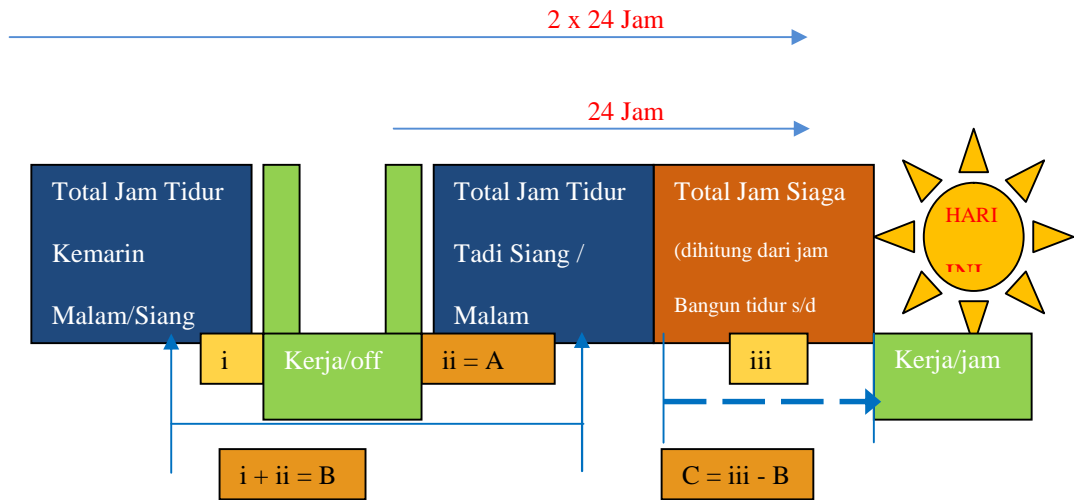 2 x 24 Jam
24 Jam
Total Jam Tidur
Kemarin
Malam/Siang
Total Jam Tidur
Tadi Siang /
Malam
Total Jam Siaga
(dihitung dari jam
Bangun tidur s/d
HARI
INI
i
Kerja/off
ii = A
iii
Kerja/jam
i + ii = B
C = iii - B